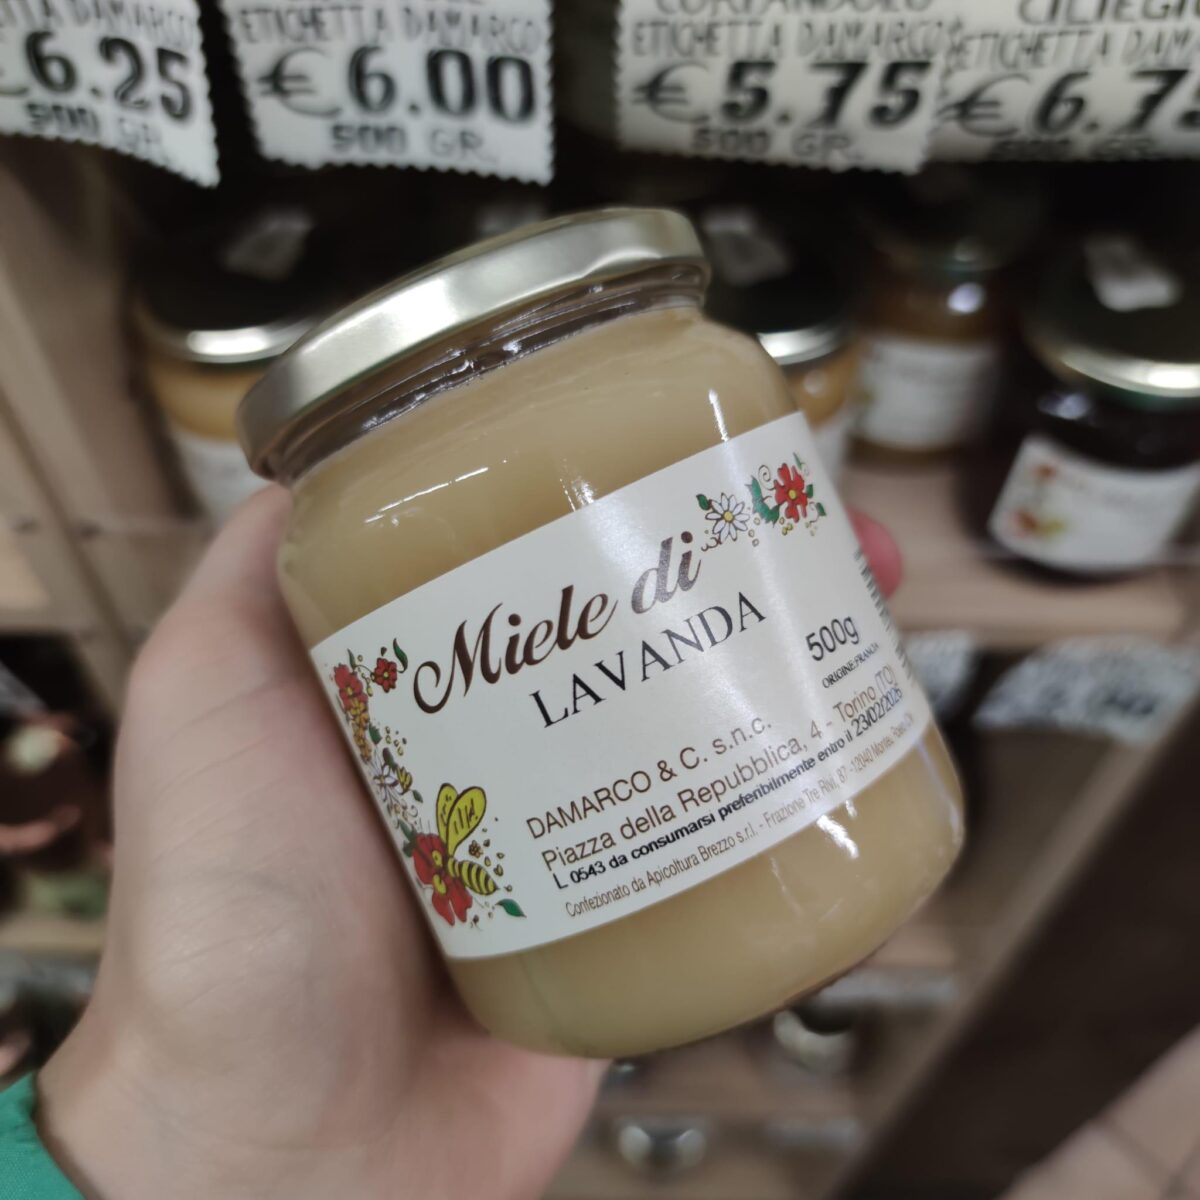 ETICHETTA DAMARCO
€6.25
500 GR.
ETICHETTA DAMARCO
€6.00
500 GR.
ETICHETTA DAMARCO
€5.75
500 GR.
€6.75
Miele di
LAVANDA
500g
ORIGINE:FRANCIA
DAMARCO & C. s.n.c.
Piazza della Repubblica, 4 - Torino (TO)
L 0543 da consumarsi preferibilmente entro il 23/02/2026
Confezionato da Apicoltura Brezzo s.r.l. - Frazione Tre Rivi, 87 -12040 Monteu Roero CN